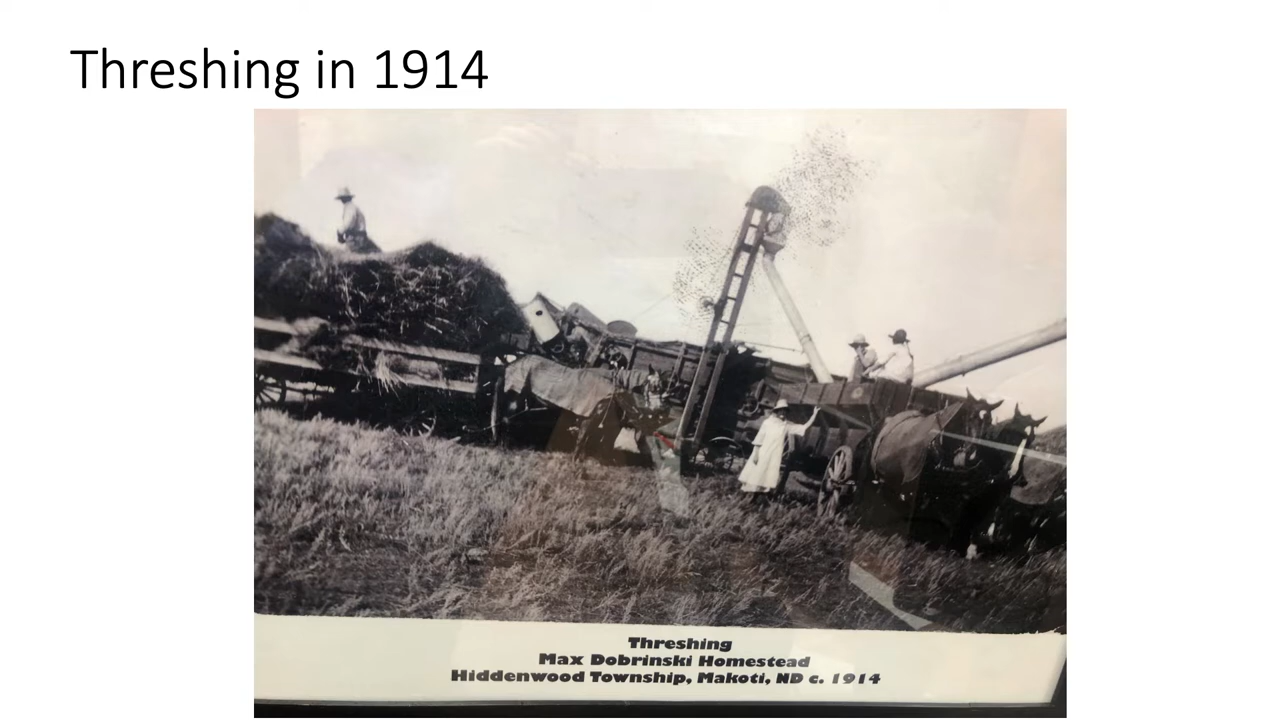 Threshing in 1914
Threshing
Max Dobrinski Homestead
Hiddenwood Township, Makoti, ND c. 1914